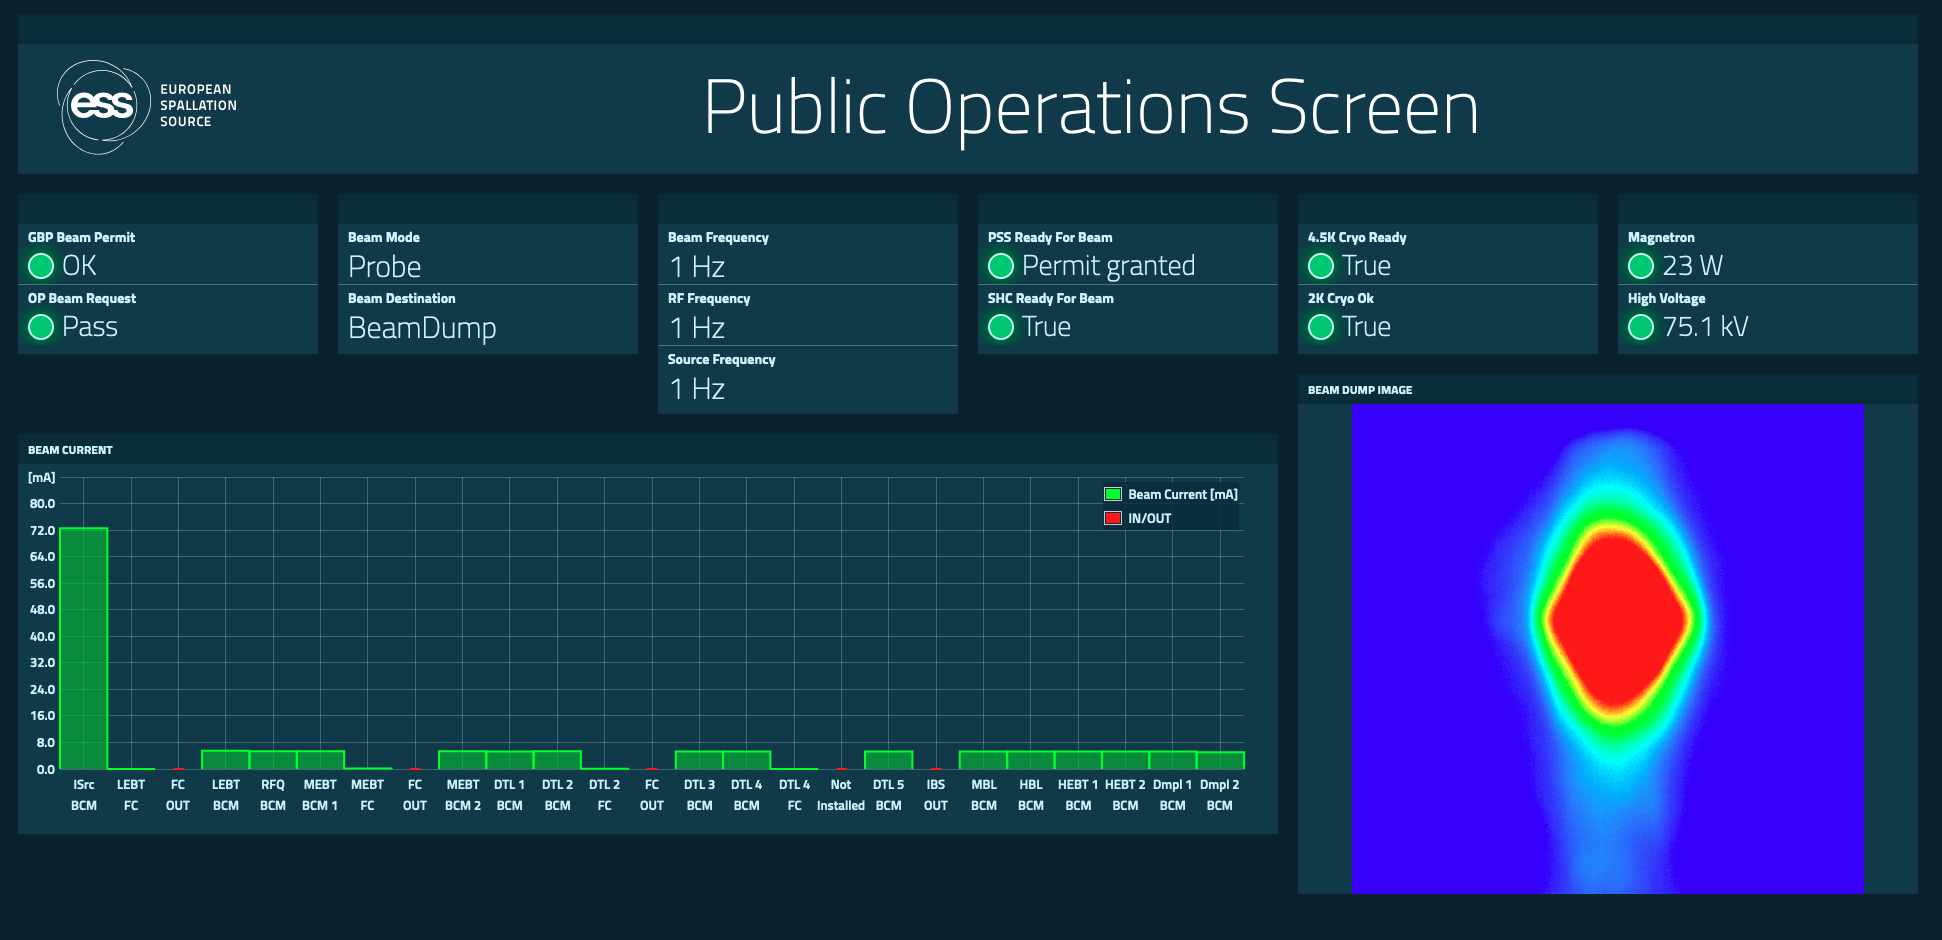 ess
EUROPEAN
SPALLATION
SOURCE
Public Operations Screen
GBP Beam Permit
OK
OP Beam Request
Pass
Beam Mode
Probe
Beam Destination
BeamDump
Beam Frequency
1 Hz
RF Frequency
1 Hz
Source Frequency
1 Hz
PSS Ready For Beam
Permit granted
SHC Ready For Beam
True
4.5K Cryo Ready
True
2K Cryo Ok
True
Magnetron
23 W
High Voltage
75.1 kV
BEAM CURRENT
[mA]
80.0
72.0
64.0
56.0
48.0
40.0
32.0
24.0
16.0
8.0
0.0
Beam Current [mA]
IN/OUT
ISrc LEBT FC LEBT RFQ MEBT MEBT FC MEBT DTL 1 DTL 2 DTL 2 FC DTL 3 DTL 4 DTL 4 Not DTL 5 IBS MBL HBL HEBT 1 HEBT 2 Dmpl 1 Dmpl 2
BCM FC OUT BCM BCM BCM 1 FC OUT BCM 2 BCM BCM FC OUT BCM BCM FC Installed BCM OUT BCM BCM BCM BCM BCM BCM
BEAM DUMP IMAGE